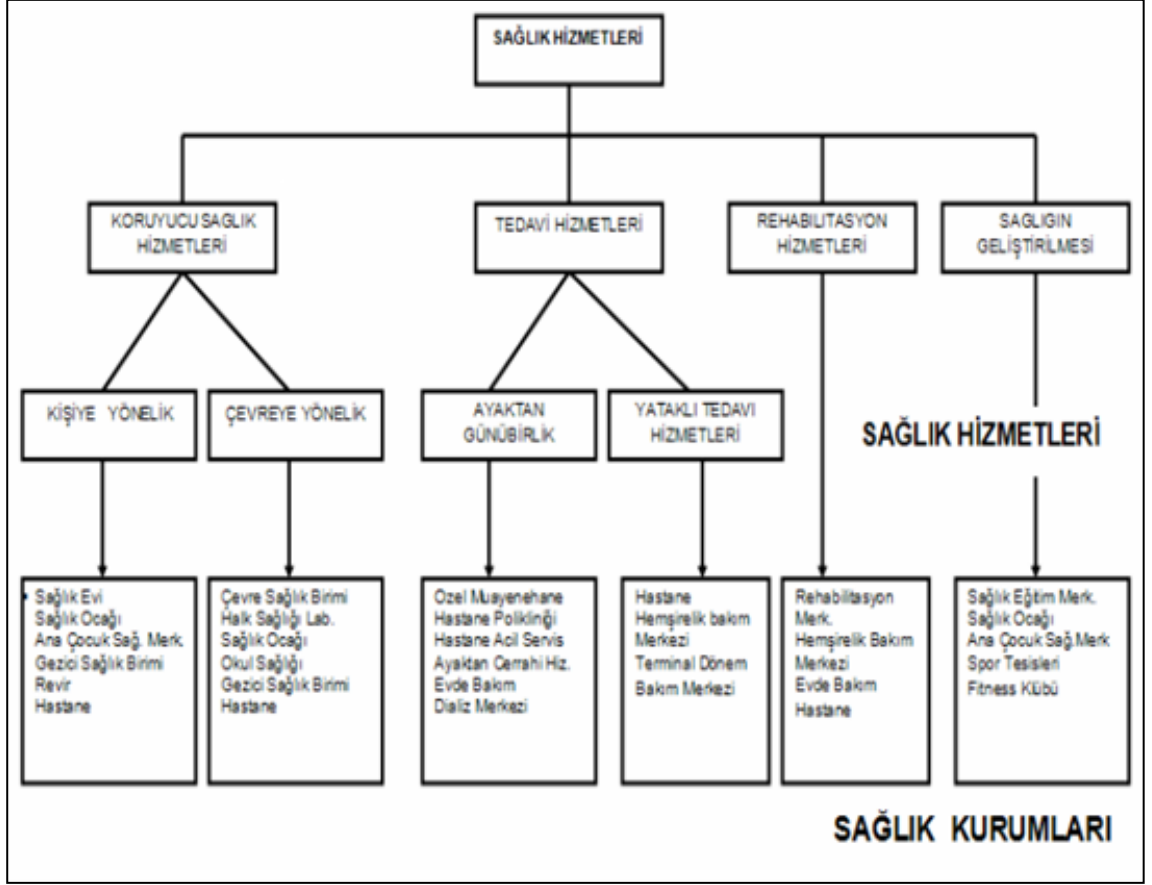 SAĞLIK HİZMETLERİ
KORUYUCU SAGLIK
HİZMETLERİ
TEDAVİ HİZMETLERİ
REHABILITASYON
HİZMETLERİ
SAGLIGIN
GELİŞTİRİLMESİ
KİŞİYE YÖNELİK
ÇEVREYE YÖNELİK
AYAKTAN
GÜNÜBİRLİK
YATAKLI TEDAVI
HİZMETLERİ
SAĞLIK HİZMETLERİ
Sağlık Evi
Sağlık Ocağı
Ana Çocuk Sağ. Merk.
Gezici Sağlık Birimi
Revir
Hastane
Çevre Sağlık Birimi
Halk Sağlığı Lab.
Sağlık Ocağı
Okul Sağlığı
Gezici Sağlık Birimi
Hastane
Ozel Muayenehane
Hastane Polikliniği
Hastane Acil Servis
Ayaktan Cerrahi Hiz.
Evde Bakım
Dializ Merkezi
Hastane
Hemşirelik bakım
Merkezi
Terminal Dönem
Bakım Merkezi
Rehabilitasyon
Merk.
Hemşirelik Bakım
Merkezi
Evde Bakım
Hastane
Sağlık Eğitim Merk.
Sağlık Ocağı
Ana Çocuk Sağ.Merk
Spor Tesisleri
Fitness Klübü
SAĞLIK KURUMLARI